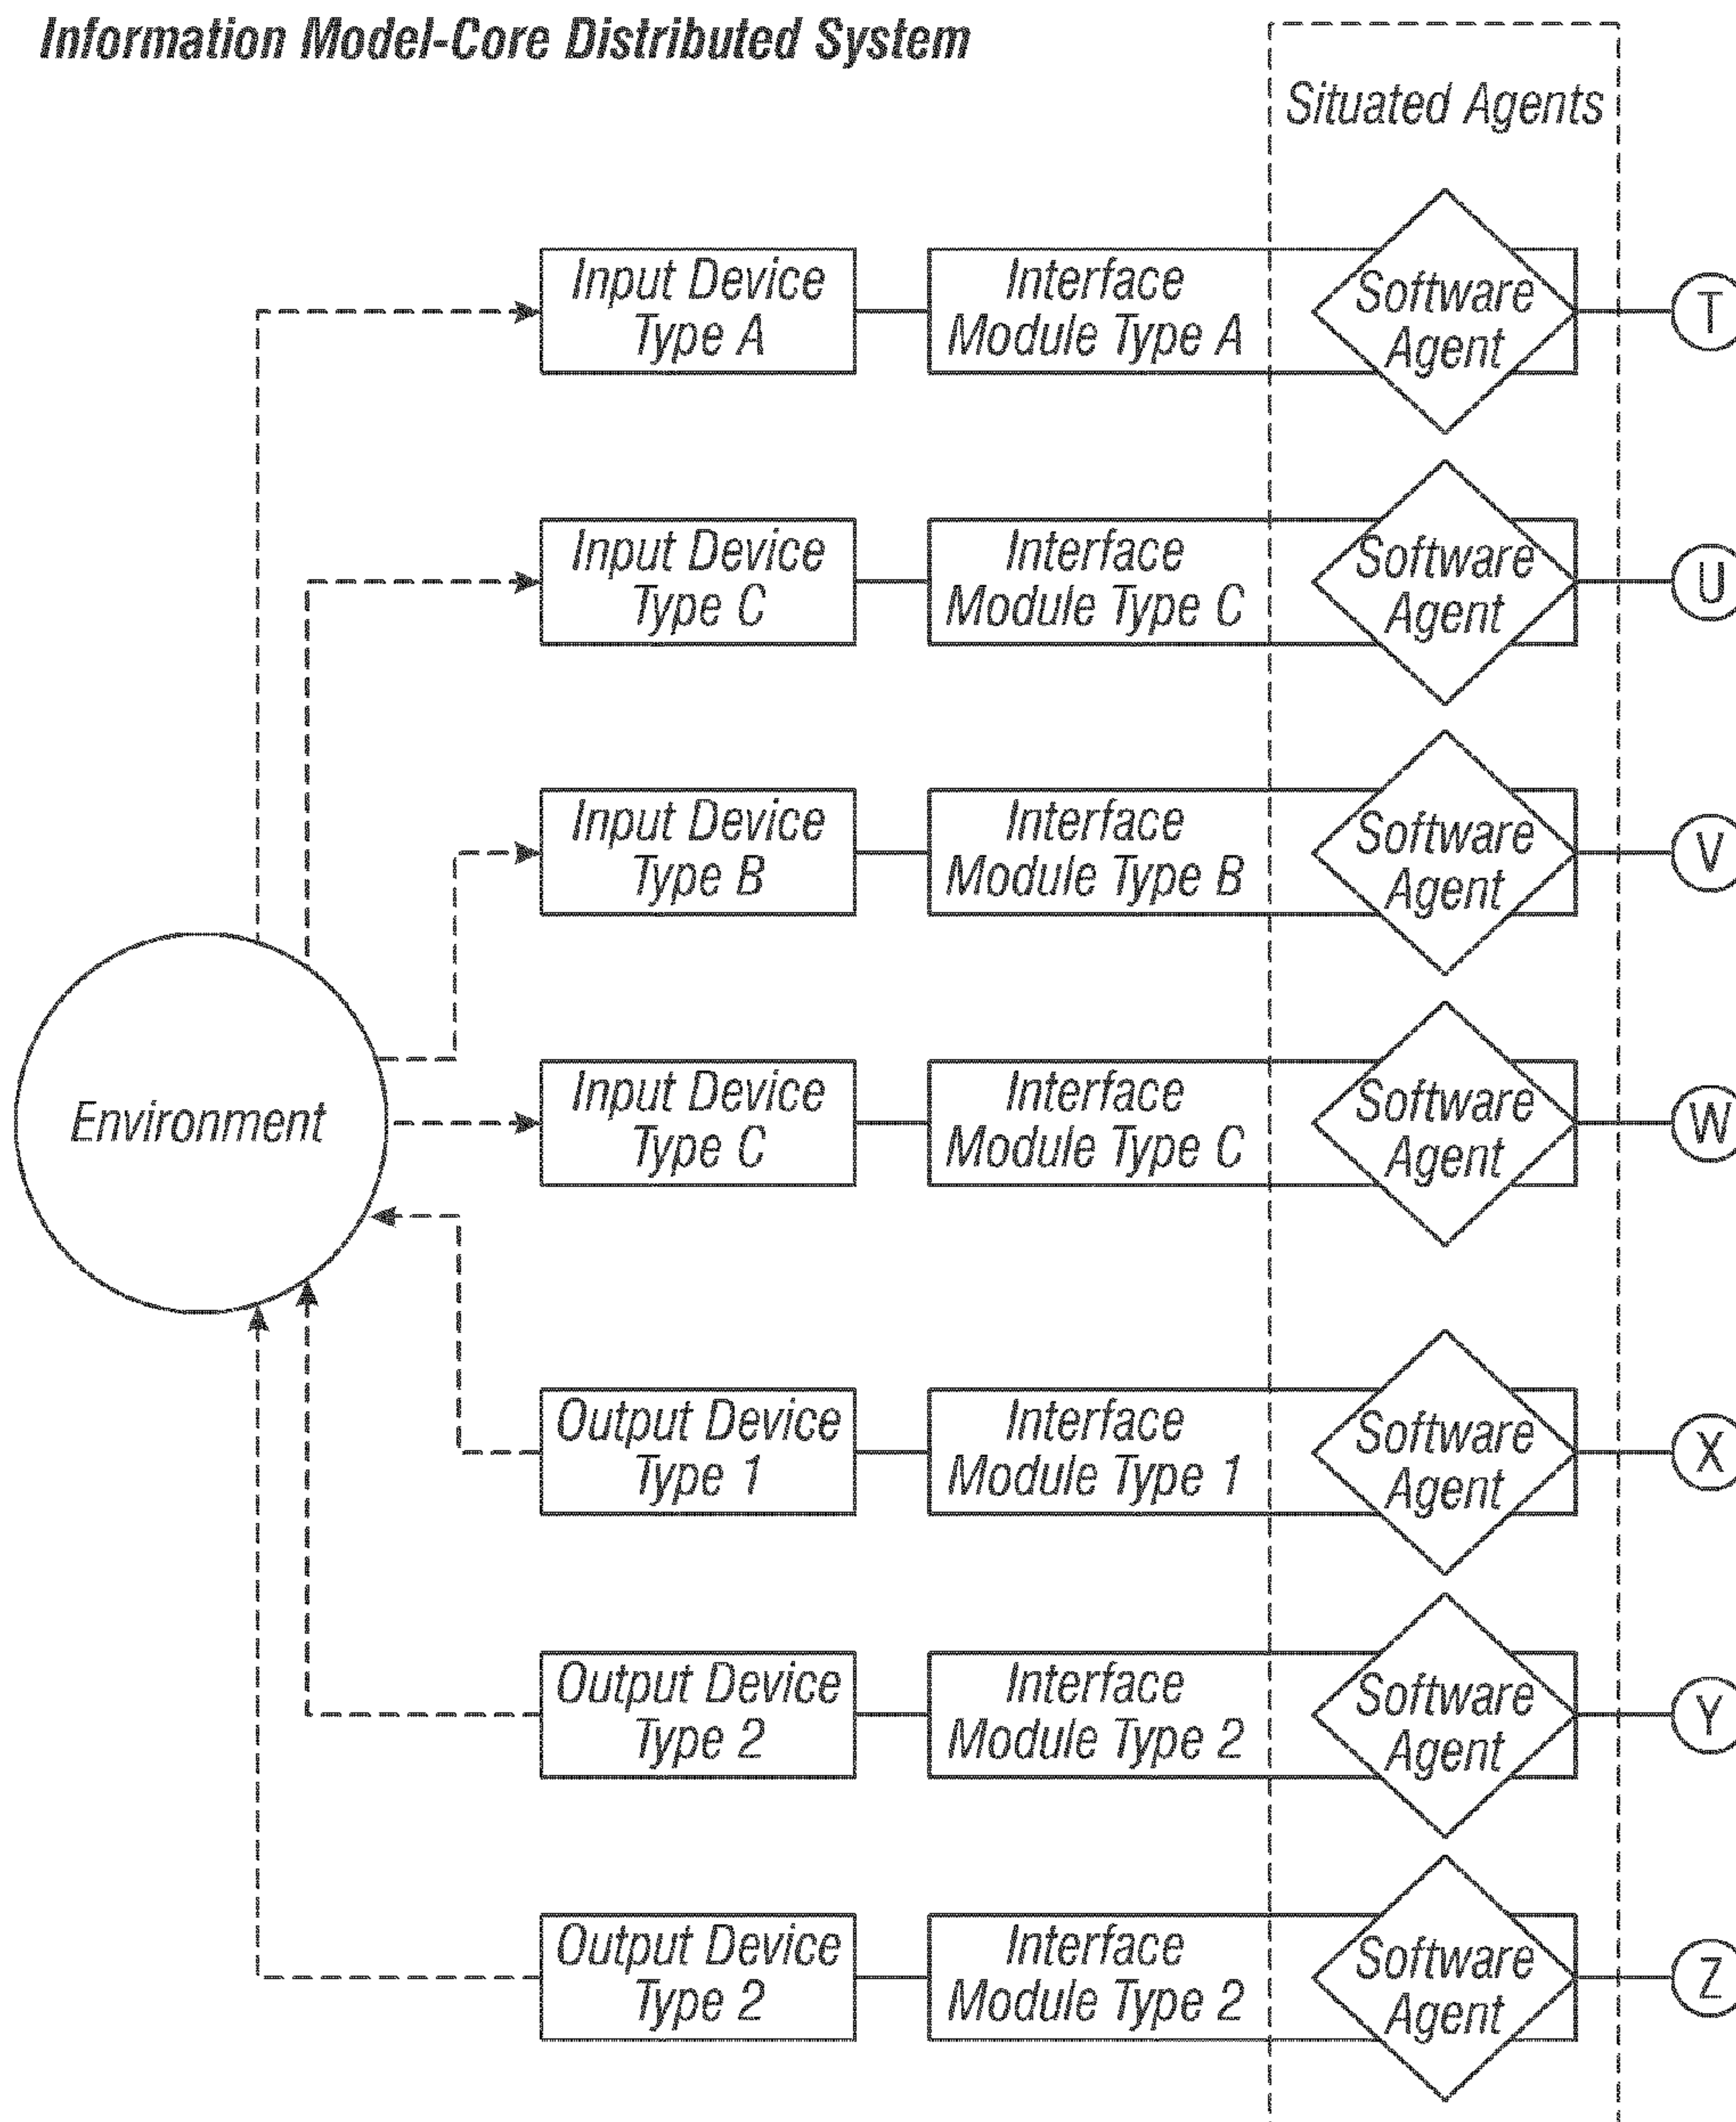 Information Model-Core Distributed System
Situated Agents
Input Device
Type A
Interface
Module Type A
Software
Agent
T
Input Device
Type C
Interface
Module Type C
Software
Agent
U
Input Device
Type B
Interface
Module Type B
Software
Agent
V
Environment
Input Device
Type C
Interface
Module Type C
Software
Agent
W
Output Device
Type 1
Interface
Module Type 1
Software
Agent
X
Output Device
Type 2
Interface
Module Type 2
Software
Agent
Y
Output Device
Type 2
Interface
Module Type 2
Software
Agent
Z